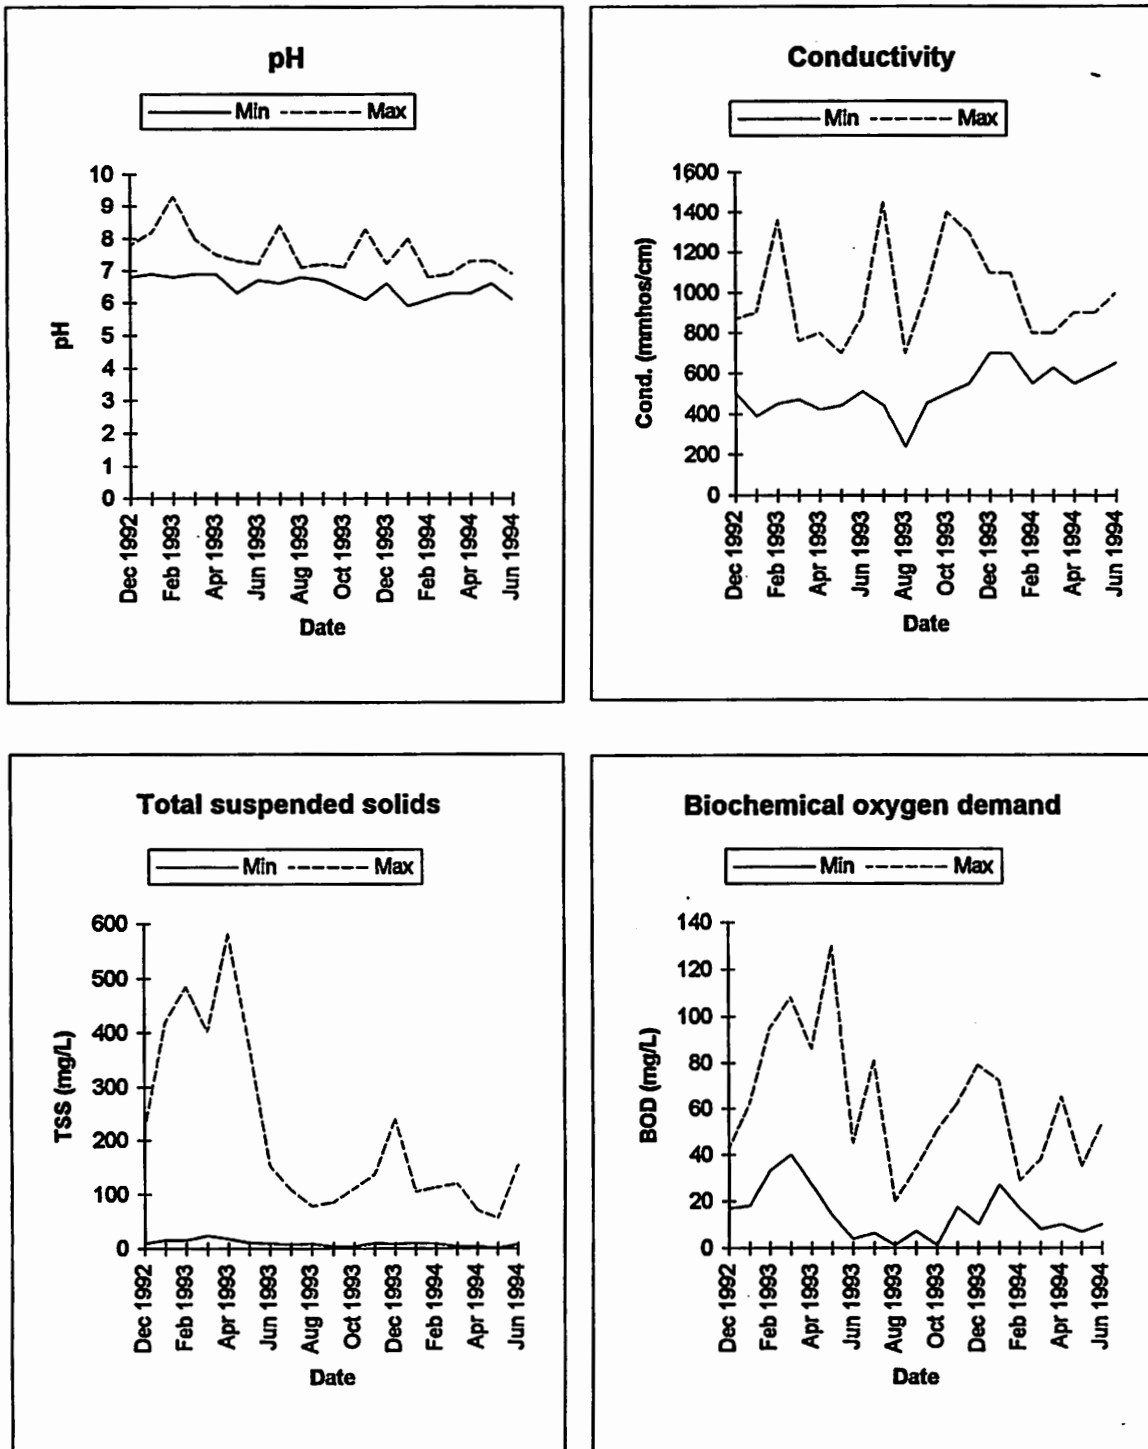 pH
Min Max
10
9
8
7
6
5
4
3
2
1
0
pH
Dec 1992
Feb 1993
Apr 1993
Jun 1993
Aug 1993
Oct 1993
Dec 1993
Feb 1994
Apr 1994
Jun 1994
Date
Conductivity
Min Max
1600
1400
1200
1000
800
600
400
200
0
Cond. (mmhos/cm)
Dec 1992
Feb 1993
Apr 1993
Jun 1993
Aug 1993
Oct 1993
Dec 1993
Feb 1994
Apr 1994
Jun 1994
Date
Total suspended solids
Min Max
600
500
400
300
200
100
0
TSS (mg/L)
Dec 1992
Feb 1993
Apr 1993
Jun 1993
Aug 1993
Oct 1993
Dec 1993
Feb 1994
Apr 1994
Jun 1994
Date
Biochemical oxygen demand
Min Max
140
120
100
80
60
40
20
0
BOD (mg/L)
Dec 1992
Feb 1993
Apr 1993
Jun 1993
Aug 1993
Oct 1993
Dec 1993
Feb 1994
Apr 1994
Jun 1994
Date